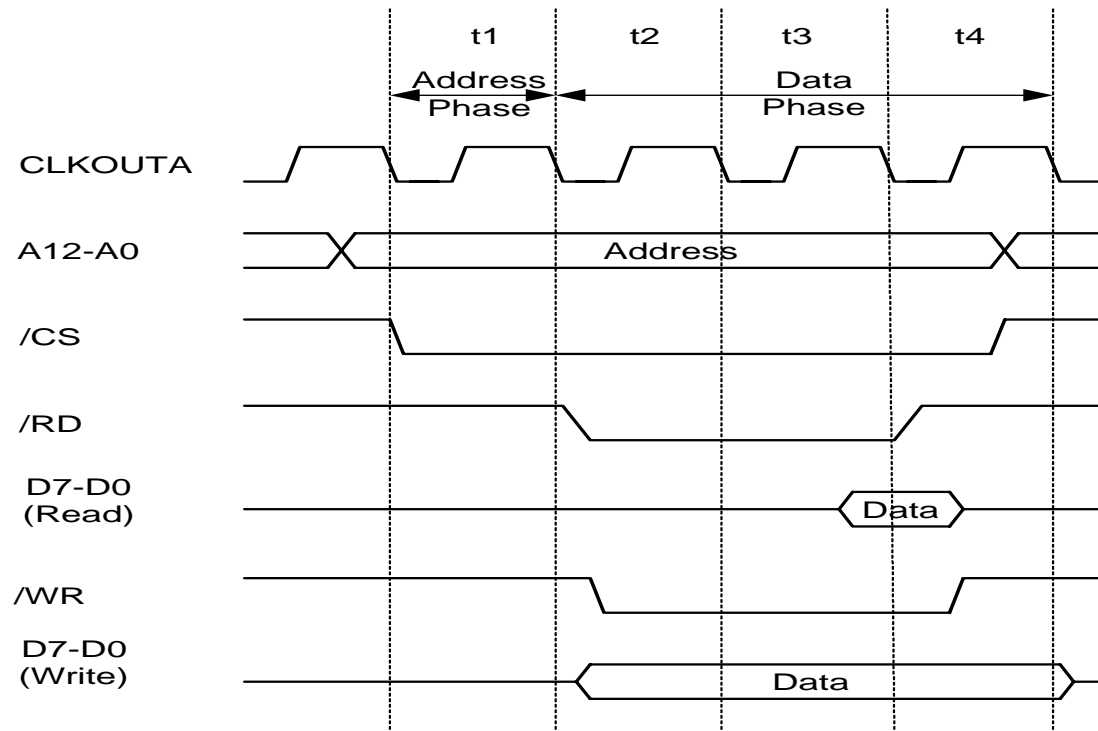 t1 t2 t3 t4
Address Data
Phase Phase
CLKOUTA
A12-A0 Address
/CS
/RD
D7-D0
(Read) Data
/WR
D7-D0
(Write) Data